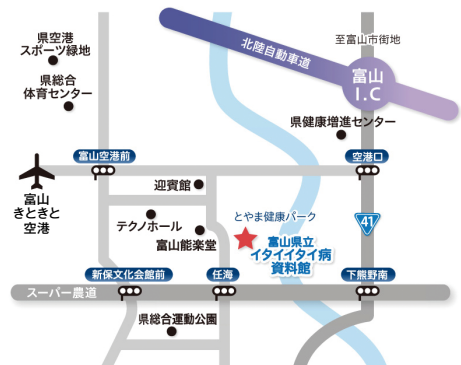 県空港
スポーツ緑地
北陸自動車道
至富山市街地
県総合
体育センター
富山
I.C
県健康増進センター
富山空港前
空港口
迎賓館
富山
きときと
空港
テクノホール
とやま健康パーク
41
富山能楽堂
富山県立
イタイイタイ病
資料館
新保文化会館前
任海
下熊野南
スーパー農道
県総合運動公園